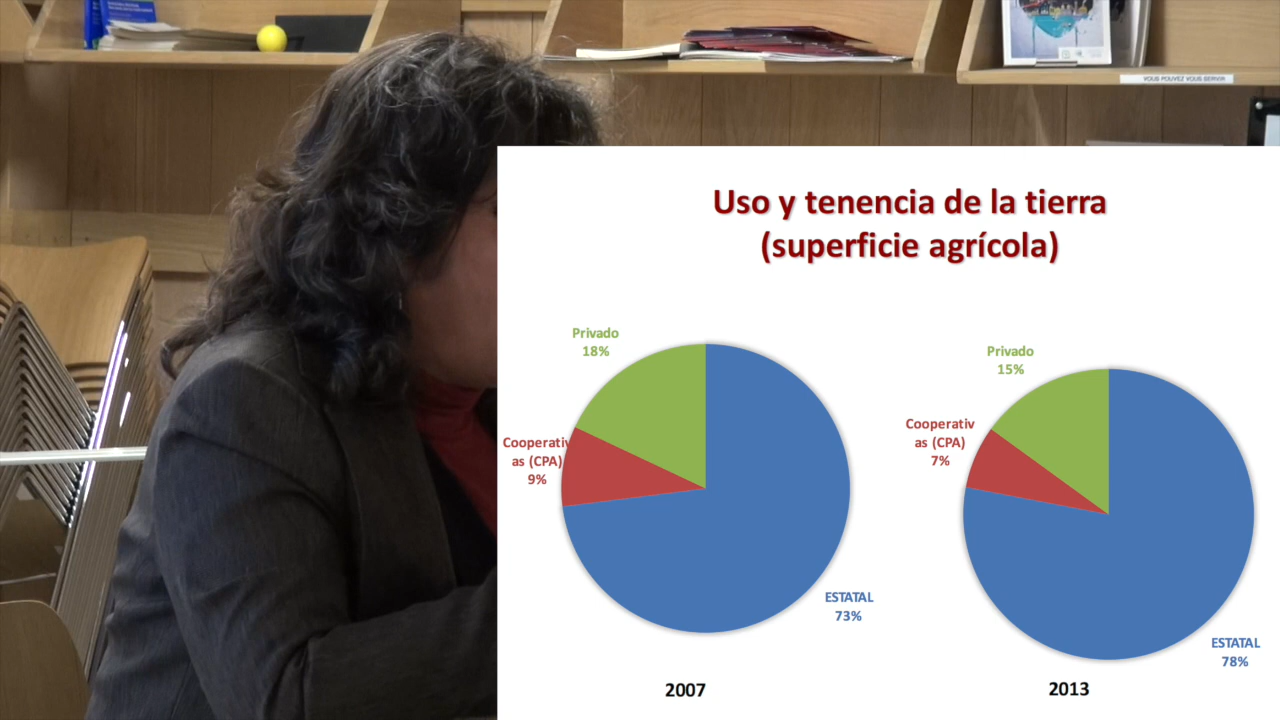 VOUS POUVEZ VOUS SERVIR
Uso y tenencia de la tierra
(superficie agrícola)
Privado
18%
Cooperativ
as (CPA)
9%
ESTATAL
73%
2007
Privado
15%
Cooperativ
as (CPA)
7%
ESTATAL
78%
2013